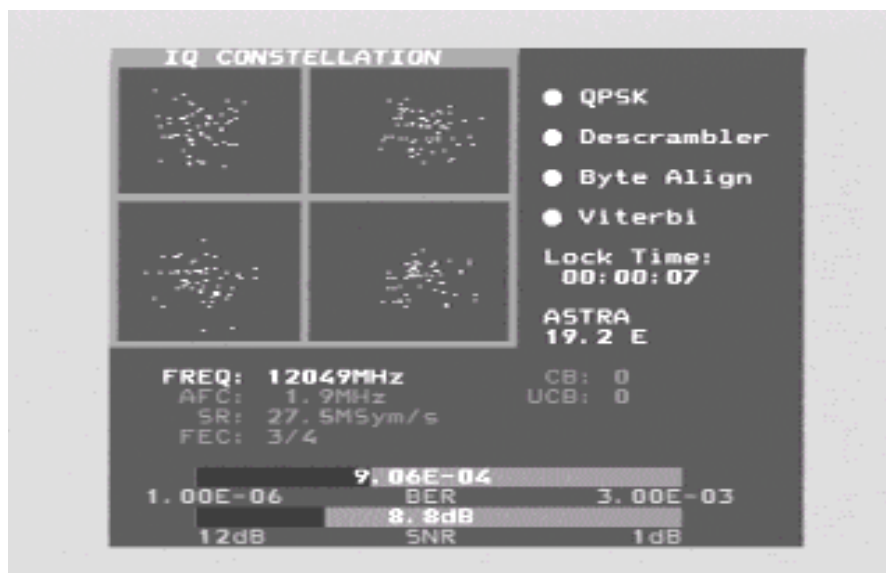 IQ CONSTELLATION
QPSK
Descrambler
Byte Align
Viterbi
Lock Time:
00:00:07
ASTRA
19.2 E
FREQ: 12049MHz
CB: 0
AFC: 1.9MHz
UCB: 0
SR: 27.5MSym/s
FEC: 3/4
9.06E-04
1.00E-06 BER 3.00E-03
8.8dB
12dB SNR 1dB